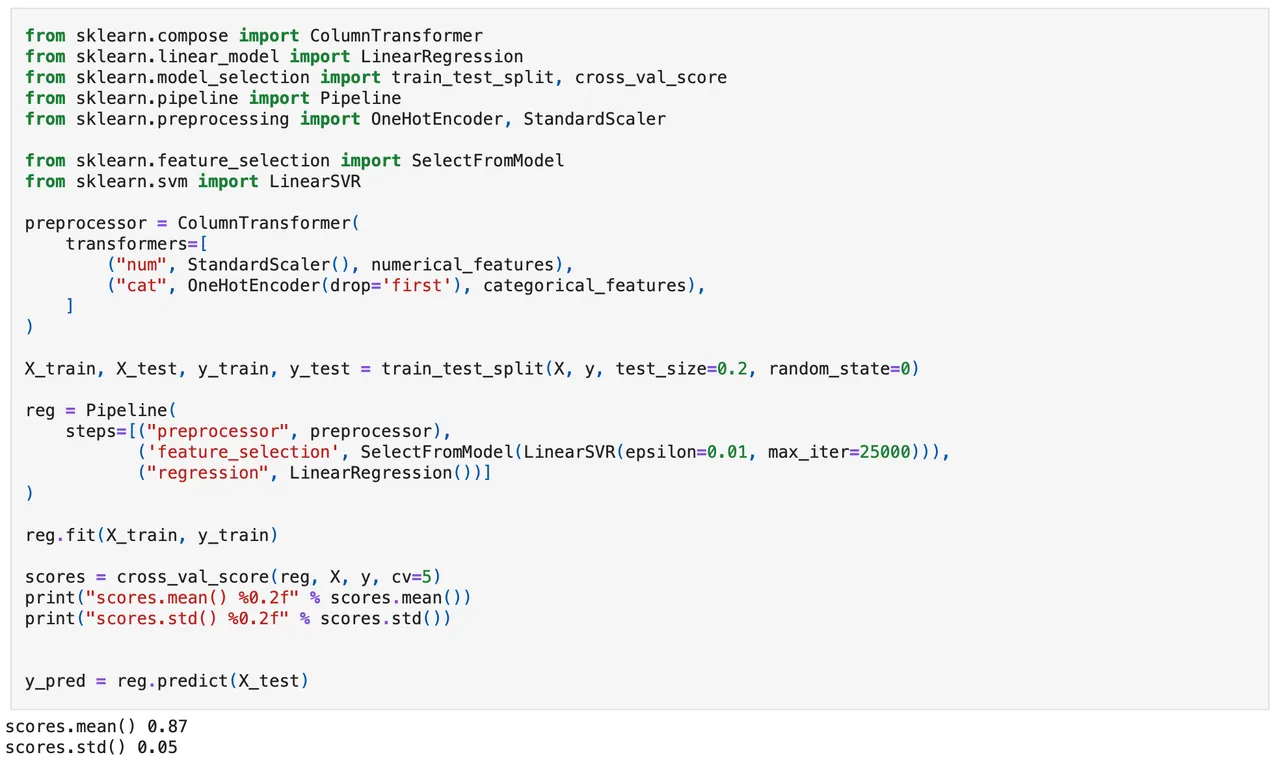 from sklearn.compose import ColumnTransformer
from sklearn.linear_model import LinearRegression
from sklearn.model_selection import train_test_split, cross_val_score
from sklearn.pipeline import Pipeline
from sklearn.preprocessing import OneHotEncoder, StandardScaler

from sklearn.feature_selection import SelectFromModel
from sklearn.svm import LinearSVR

preprocessor = ColumnTransformer(
    transformers=[
        ("num", StandardScaler(), numerical_features),
        ("cat", OneHotEncoder(drop='first'), categorical_features),
    ]
)

X_train, X_test, y_train, y_test = train_test_split(X, y, test_size=0.2, random_state=0)

reg = Pipeline(
    steps=[("preprocessor", preprocessor),
           ('feature_selection', SelectFromModel(LinearSVR(epsilon=0.01, max_iter=25000))),
           ("regression", LinearRegression())]
)

reg.fit(X_train, y_train)

scores = cross_val_score(reg, X, y, cv=5)
print("scores.mean() %0.2f" % scores.mean())
print("scores.std() %0.2f" % scores.std())


y_pred = reg.predict(X_test)
scores.mean() 0.87
scores.std() 0.05